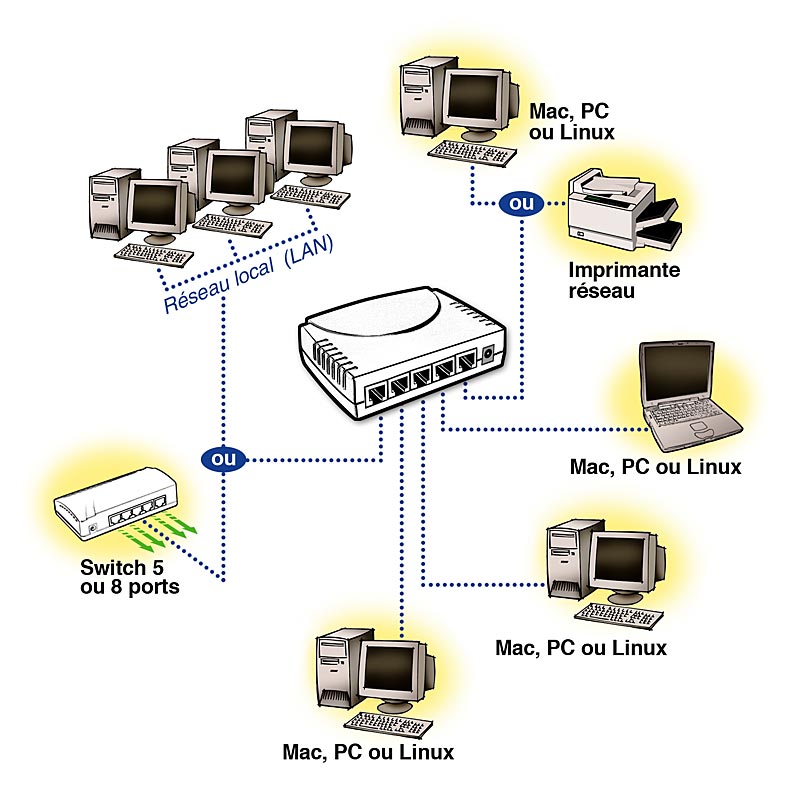 Mac, PC
ou Linux
ou
Imprimante
réseau
Réseau local (LAN)
Mac, PC ou Linux
ou
Switch 5
ou 8 ports
Mac, PC ou Linux
Mac, PC ou Linux